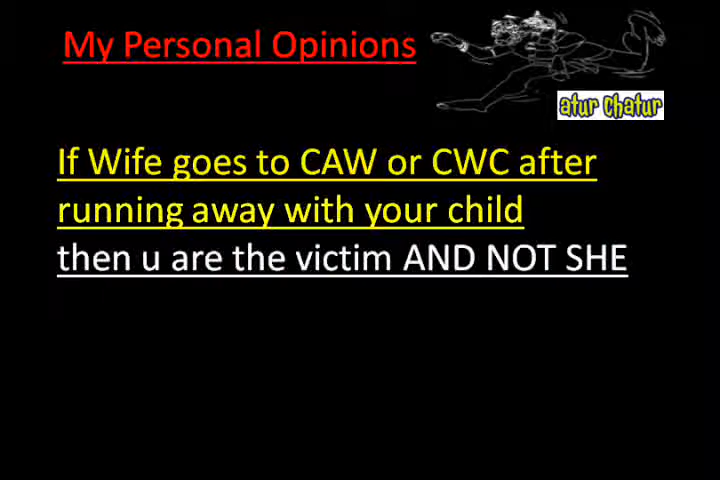 My Personal Opinions
atur chatur
If Wife goes to CAW or CWC after
running away with your child
then u are the victim AND NOT SHE